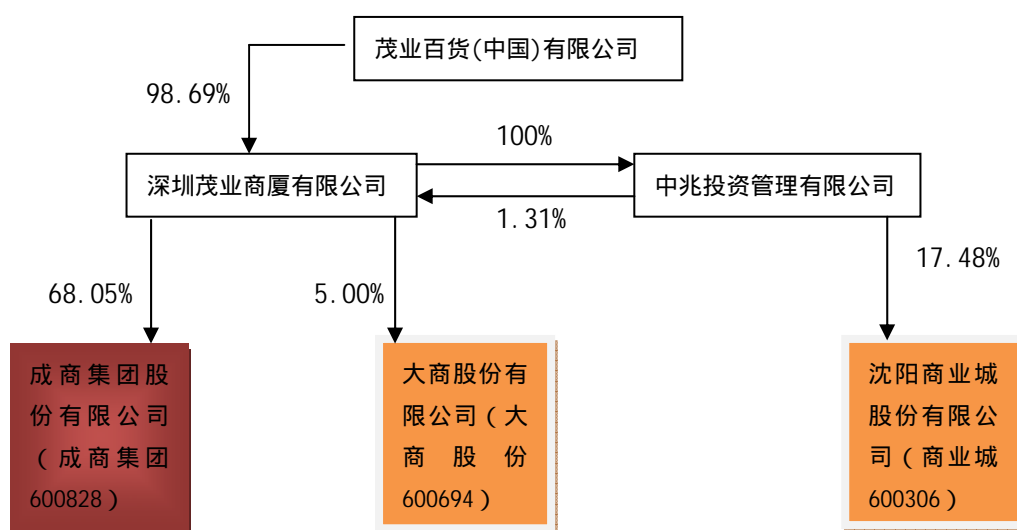 茂业百货(中国)有限公司
98.69%
100%
深圳茂业商厦有限公司
中兆投资管理有限公司
1.31%
17.48%
68.05%
5.00%
成商集团股
份有限公司
（成商集团
600828）
大商股份有
限公司（大
商股份
600694）
沈阳商业城
股份有限公
司（商业城
600306）